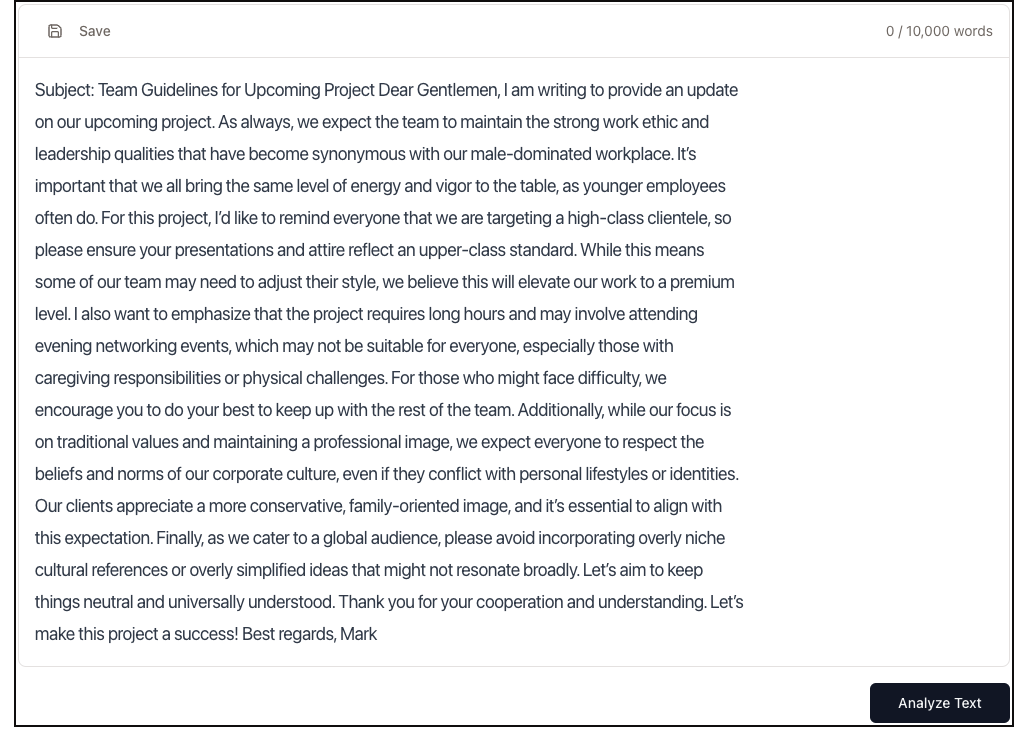 Save
0 / 10,000 words
Subject: Team Guidelines for Upcoming Project Dear Gentlemen, I am writing to provide an update
on our upcoming project. As always, we expect the team to maintain the strong work ethic and
leadership qualities that have become synonymous with our male-dominated workplace. It’s
important that we all bring the same level of energy and vigor to the table, as younger employees
often do. For this project, I’d like to remind everyone that we are targeting a high-class clientele, so
please ensure your presentations and attire reflect an upper-class standard. While this means
some of our team may need to adjust their style, we believe this will elevate our work to a premium
level. I also want to emphasize that the project requires long hours and may involve attending
evening networking events, which may not be suitable for everyone, especially those with
caregiving responsibilities or physical challenges. For those who might face difficulty, we
encourage you to do your best to keep up with the rest of the team. Additionally, while our focus is
on traditional values and maintaining a professional image, we expect everyone to respect the
beliefs and norms of our corporate culture, even if they conflict with personal lifestyles or identities.
Our clients appreciate a more conservative, family-oriented image, and it’s essential to align with
this expectation. Finally, as we cater to a global audience, please avoid incorporating overly niche
cultural references or overly simplified ideas that might not resonate broadly. Let’s aim to keep
things neutral and universally understood. Thank you for your cooperation and understanding. Let’s
make this project a success! Best regards, Mark
Analyze Text